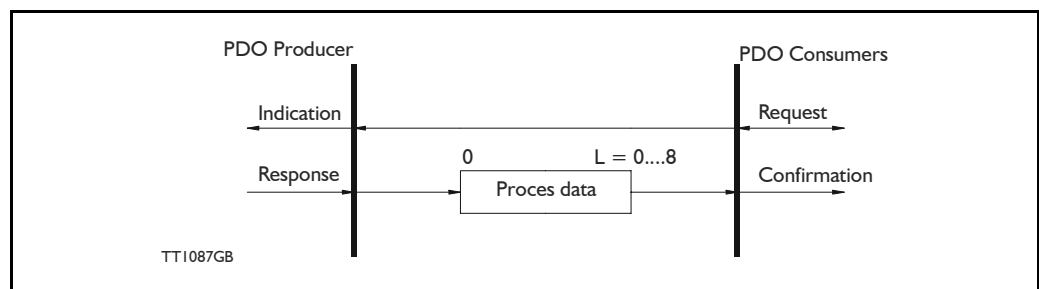 PDO Producer
PDO Consumers
Indication
Request
0
L = 0....8
Response
Proces data
Confirmation
TT1087GB